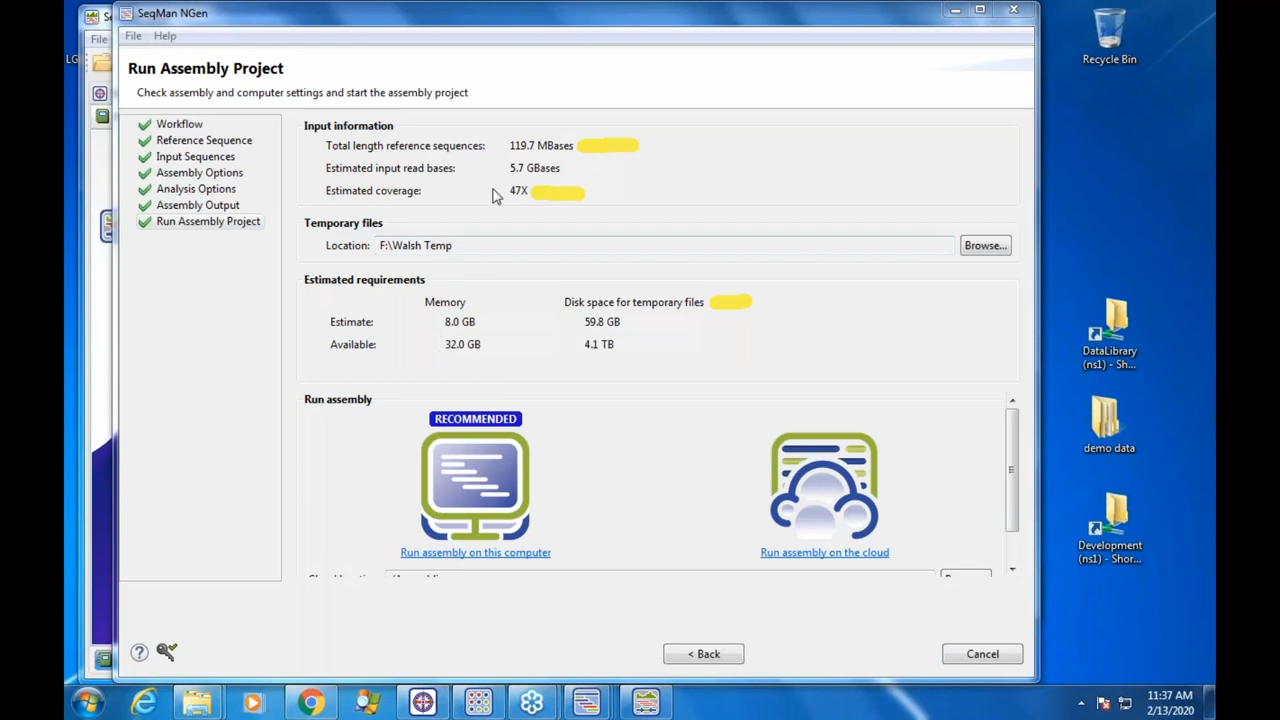 SeqMan NGen
File Help
Run Assembly Project
Check assembly and computer settings and start the assembly project
Workflow
Reference Sequence
Input Sequences
Assembly Options
Analysis Options
Assembly Output
Run Assembly Project
Input information
Total length reference sequences: 119.7 MBases
Estimated input read bases: 5.7 GBases
Estimated coverage: 47X
Temporary files
Location: F:\Walsh Temp Browse...
Estimated requirements
Memory Disk space for temporary files
Estimate: 8.0 GB 59.8 GB
Available: 32.0 GB 4.1 TB
Run assembly
RECOMMENDED
Run assembly on this computer Run assembly on the cloud
< Back Cancel
File
LG
Recycle Bin
DataLibrary
(ns1) - Sh...
demo data
Development
(ns1) - Shor...
11:37 AM
2/13/2020